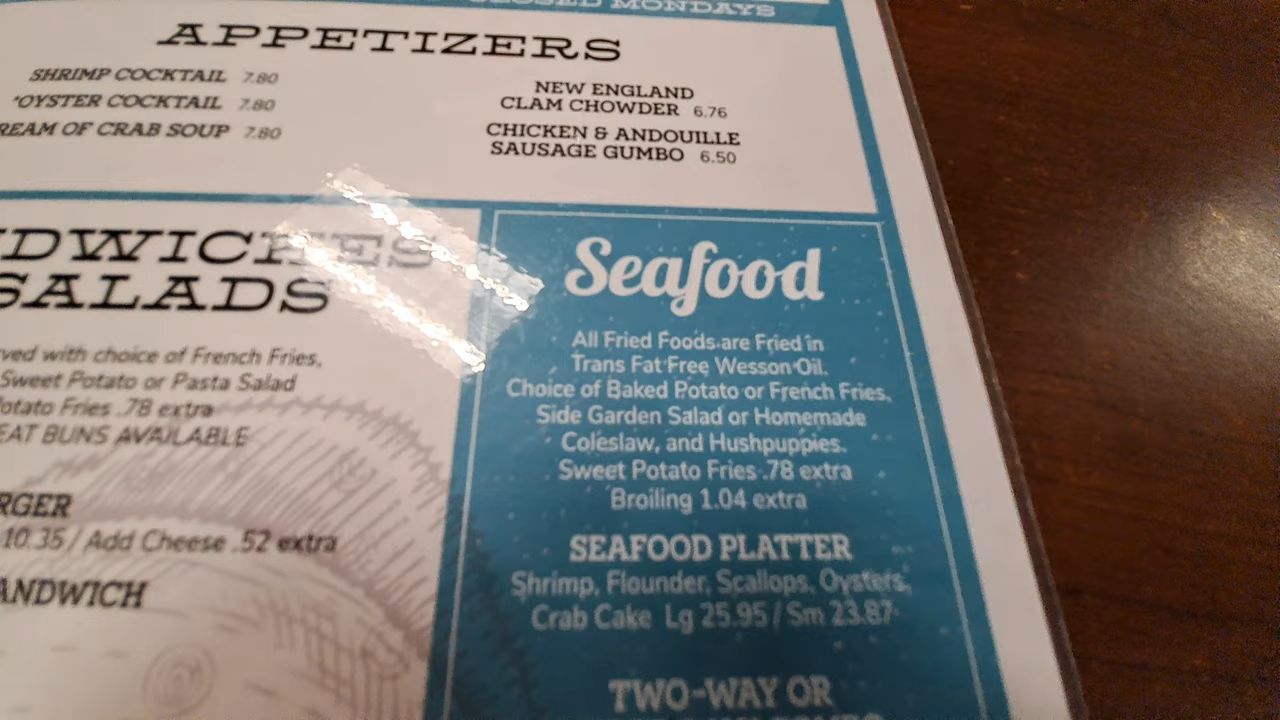 CLOSED MONDAYS
APPETIZERS
SHRIMP COCKTAIL 7.80
*OYSTER COCKTAIL 7.80
REAM OF CRAB SOUP 7.80
NEW ENGLAND
CLAM CHOWDER 6.76
CHICKEN & ANDOUILLE
SAUSAGE GUMBO 6.50
NDWICHES
SALADS
rved with choice of French Fries,
Sweet Potato or Pasta Salad
otato Fries .78 extra
EAT BUNS AVAILABLE
RGER
10.35 / Add Cheese .52 extra
ANDWICH
Seafood
All Fried Foods are Fried in
Trans Fat Free Wesson Oil.
Choice of Baked Potato or French Fries,
Side Garden Salad or Homemade
Coleslaw, and Hushpuppies.
Sweet Potato Fries .78 extra
Broiling 1.04 extra
SEAFOOD PLATTER
Shrimp, Flounder, Scallops, Oysters,
Crab Cake Lg 25.95 / Sm 23.87
TWO-WAY OR